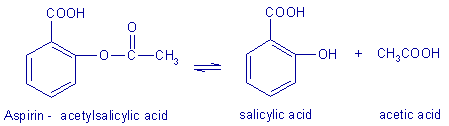 COOH
O
O
C
CH3
Aspirin - acetylsalicylic acid
COOH
OH
salicylic acid
+
CH3COOH
acetic acid